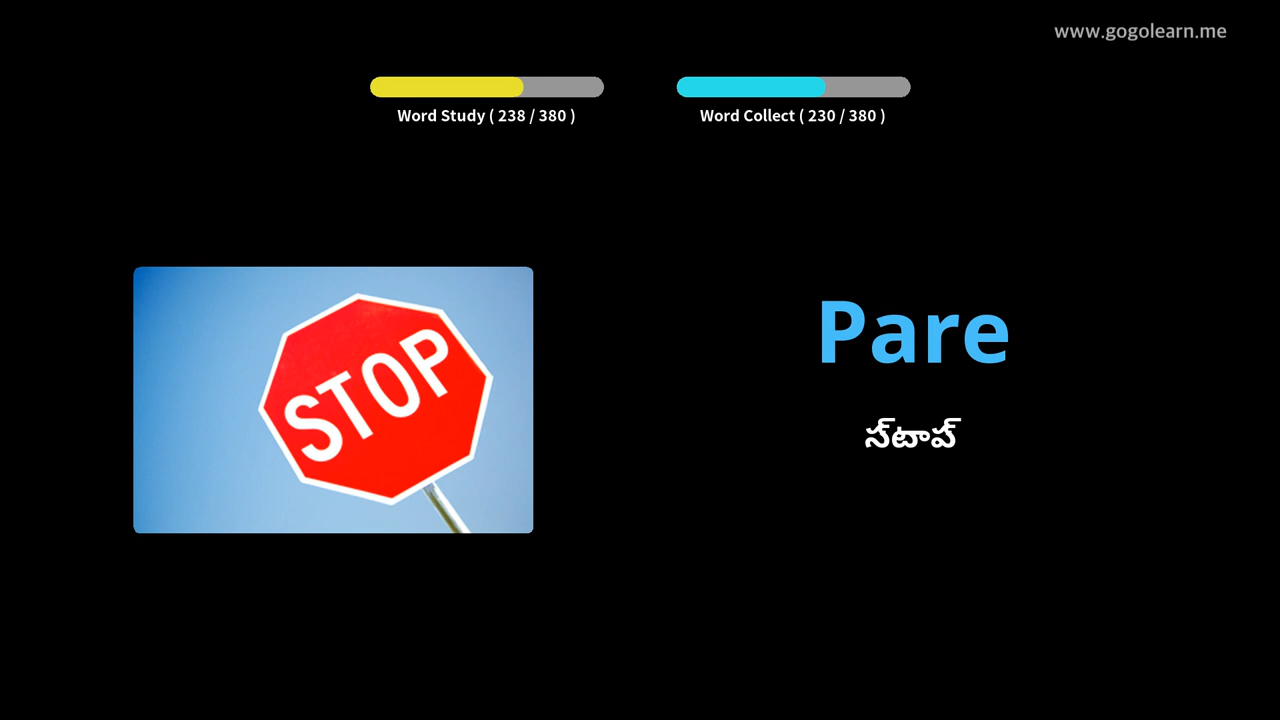 www.gogolearn.me
Word Study ( 238 / 380 )
Word Collect ( 230 / 380 )
STOP
Pare
స్‌టాప్